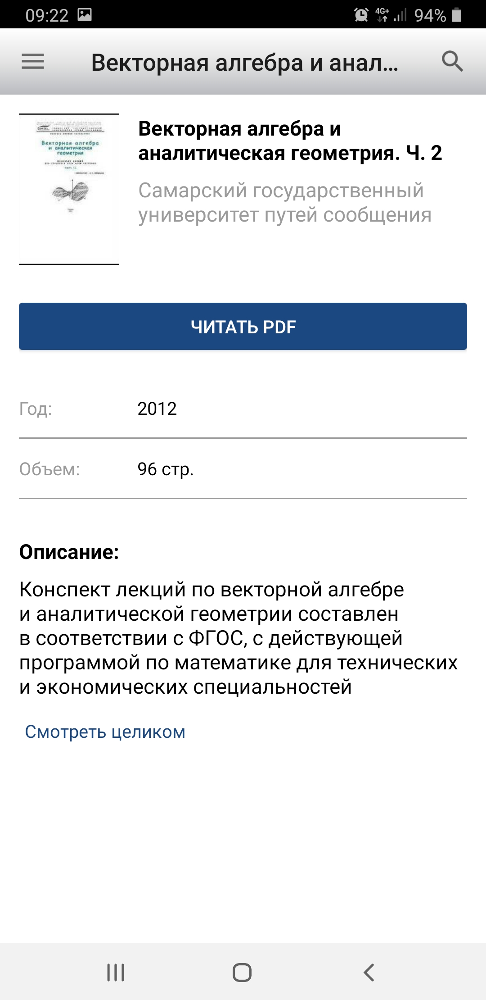 09:22
4G+ 94%
Векторная алгебра и анал...
Векторная алгебра
и аналитическая
геометрия
Векторная алгебра и
аналитическая геометрия. Ч. 2
Самарский государственный
университет путей сообщения
ЧИТАТЬ PDF
Год: 2012
Объем: 96 стр.
Описание:
Конспект лекций по векторной алгебре
и аналитической геометрии составлен
в соответствии с ФГОС, с действующей
программой по математике для технических
и экономических специальностей
Смотреть целиком